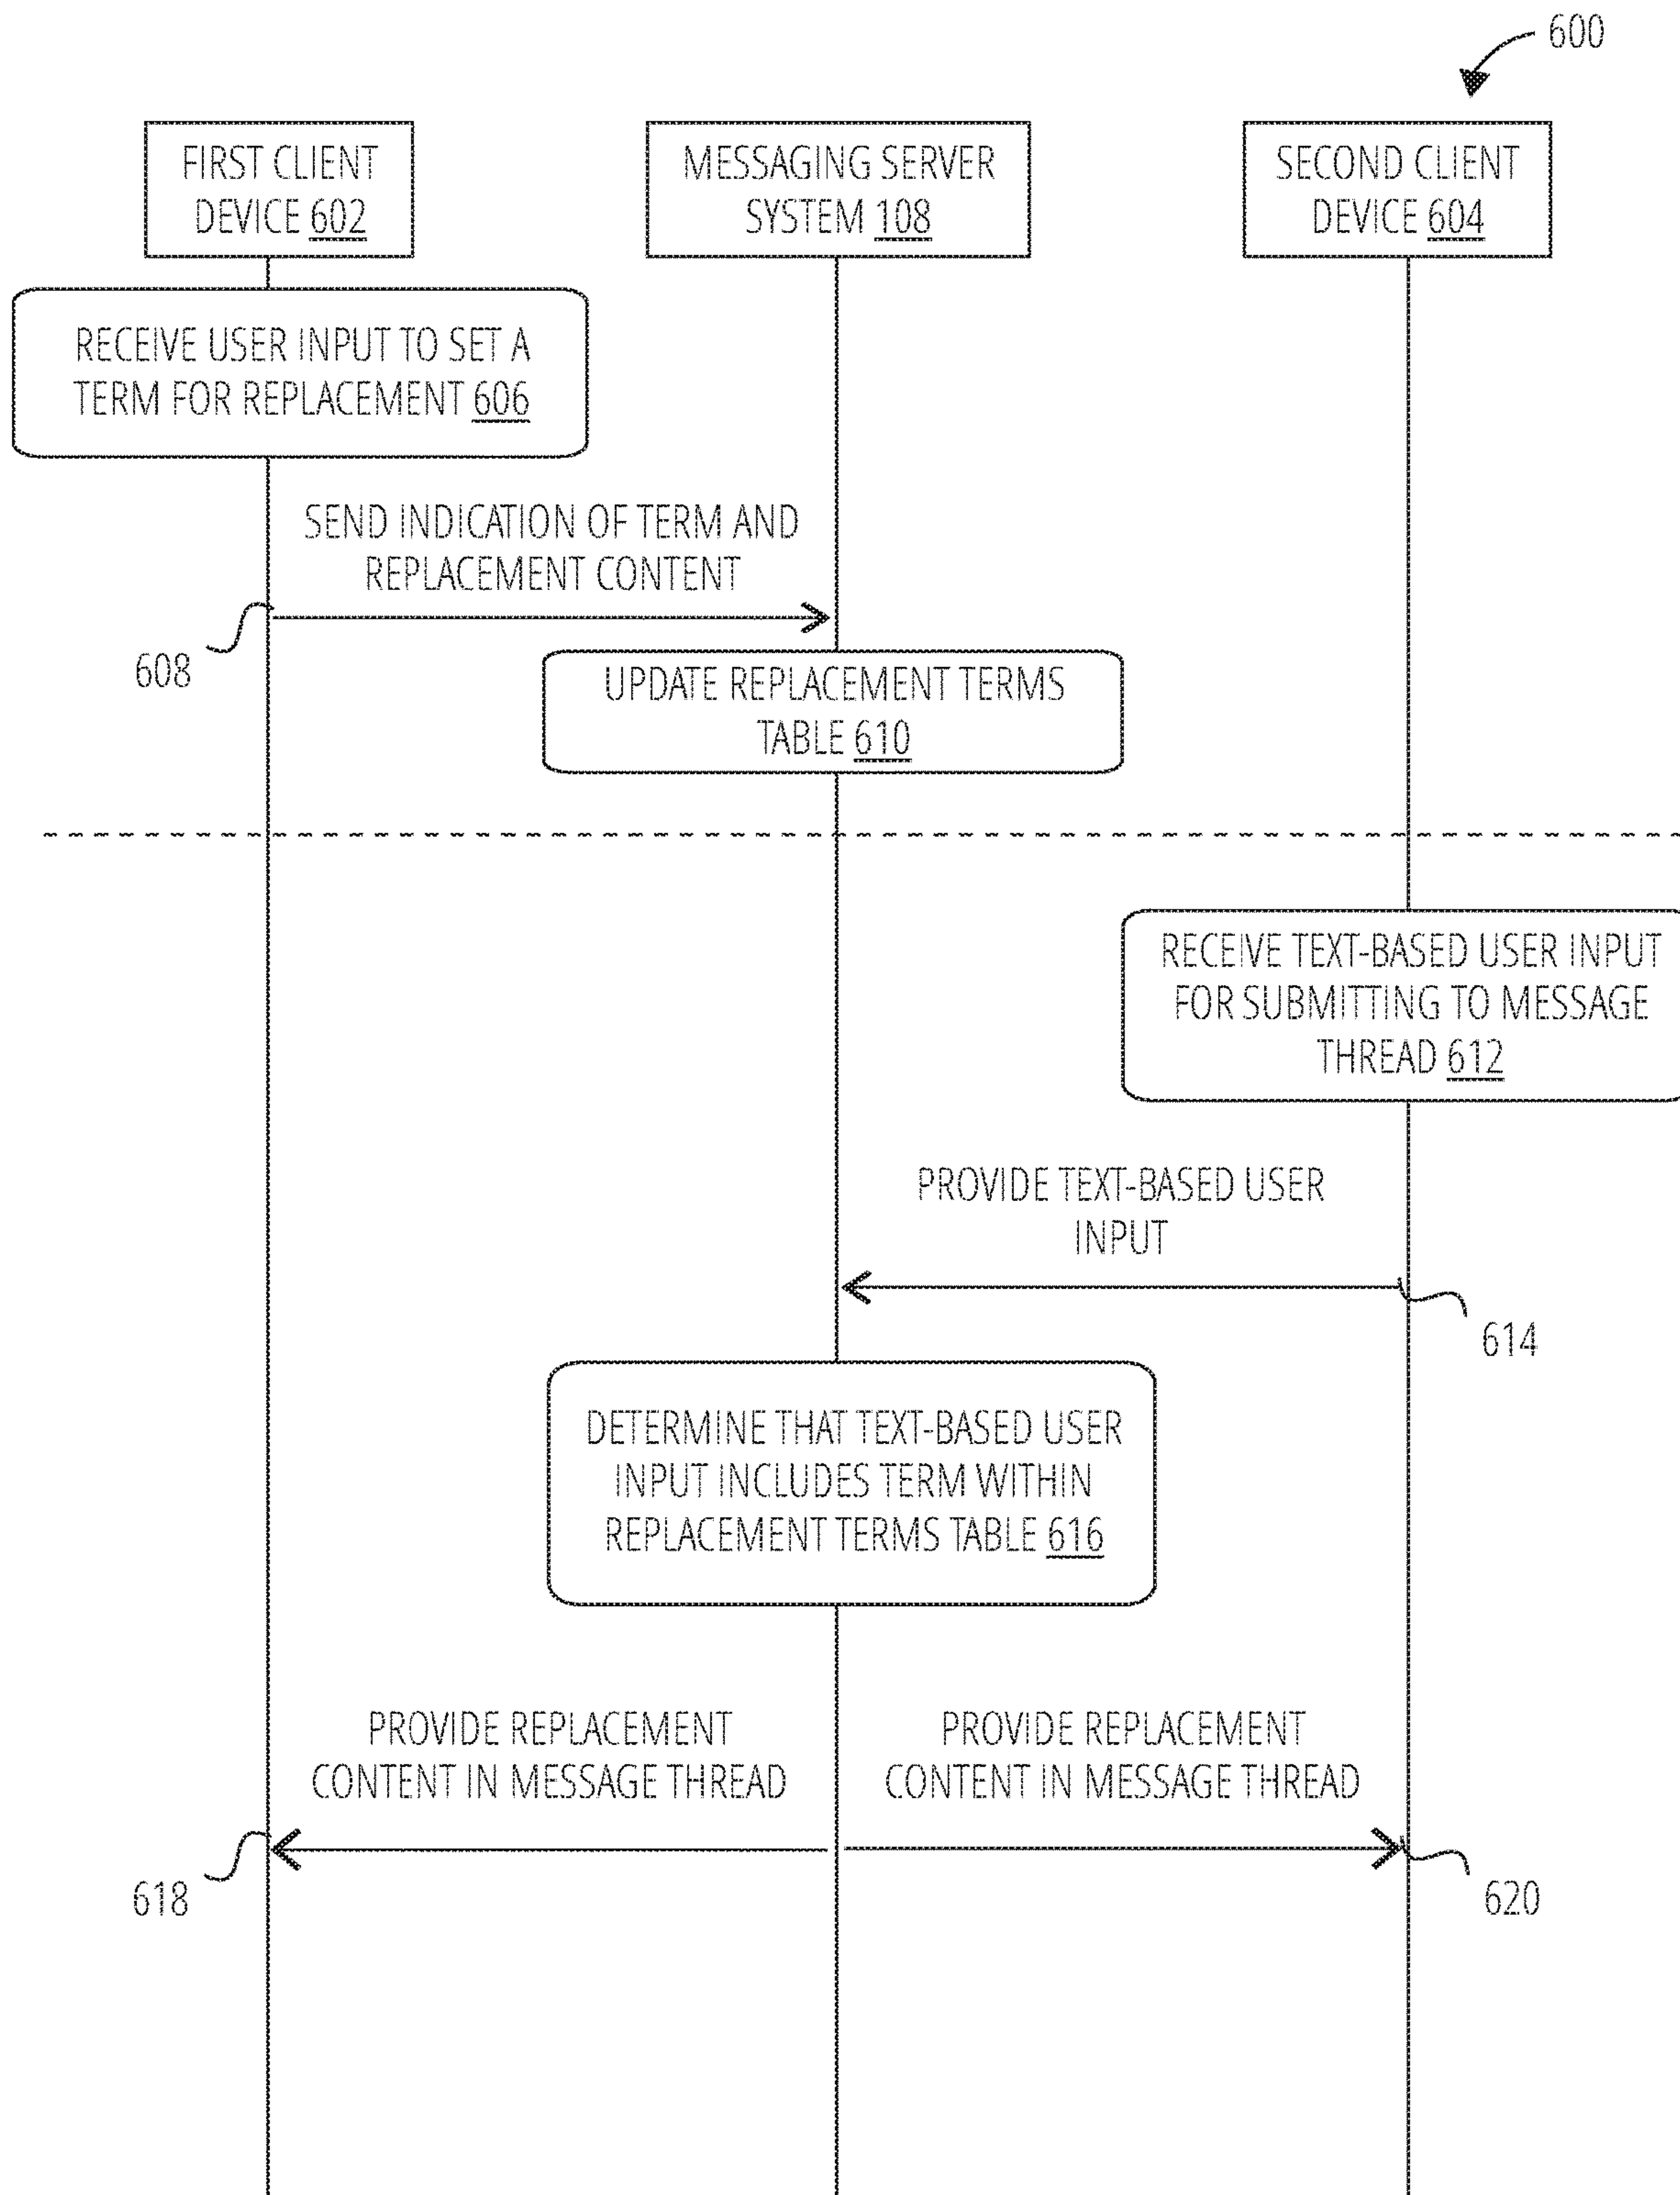 600
FIRST CLIENT
DEVICE 602
MESSAGING SERVER
SYSTEM 108
SECOND CLIENT
DEVICE 604
RECEIVE USER INPUT TO SET A
TERM FOR REPLACEMENT 606
SEND INDICATION OF TERM AND
REPLACEMENT CONTENT
608
UPDATE REPLACEMENT TERMS
TABLE 610
RECEIVE TEXT-BASED USER INPUT
FOR SUBMITTING TO MESSAGE
THREAD 612
PROVIDE TEXT-BASED USER
INPUT
614
DETERMINE THAT TEXT-BASED USER
INPUT INCLUDES TERM WITHIN
REPLACEMENT TERMS TABLE 616
PROVIDE REPLACEMENT
CONTENT IN MESSAGE THREAD
618
PROVIDE REPLACEMENT
CONTENT IN MESSAGE THREAD
620